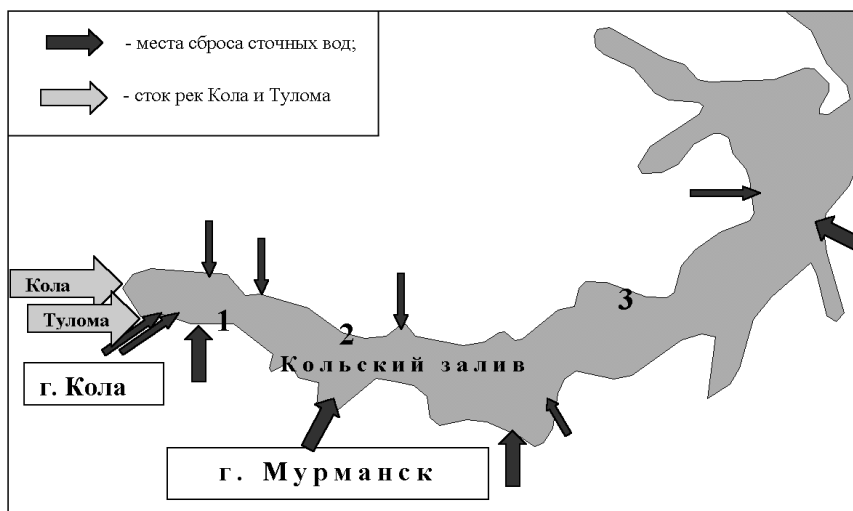 - места сброса сточных вод;
- сток рек Кола и Тулома
Кола
Тулома
1
2
3
Кольский залив
г. Кола
г. Мурманск